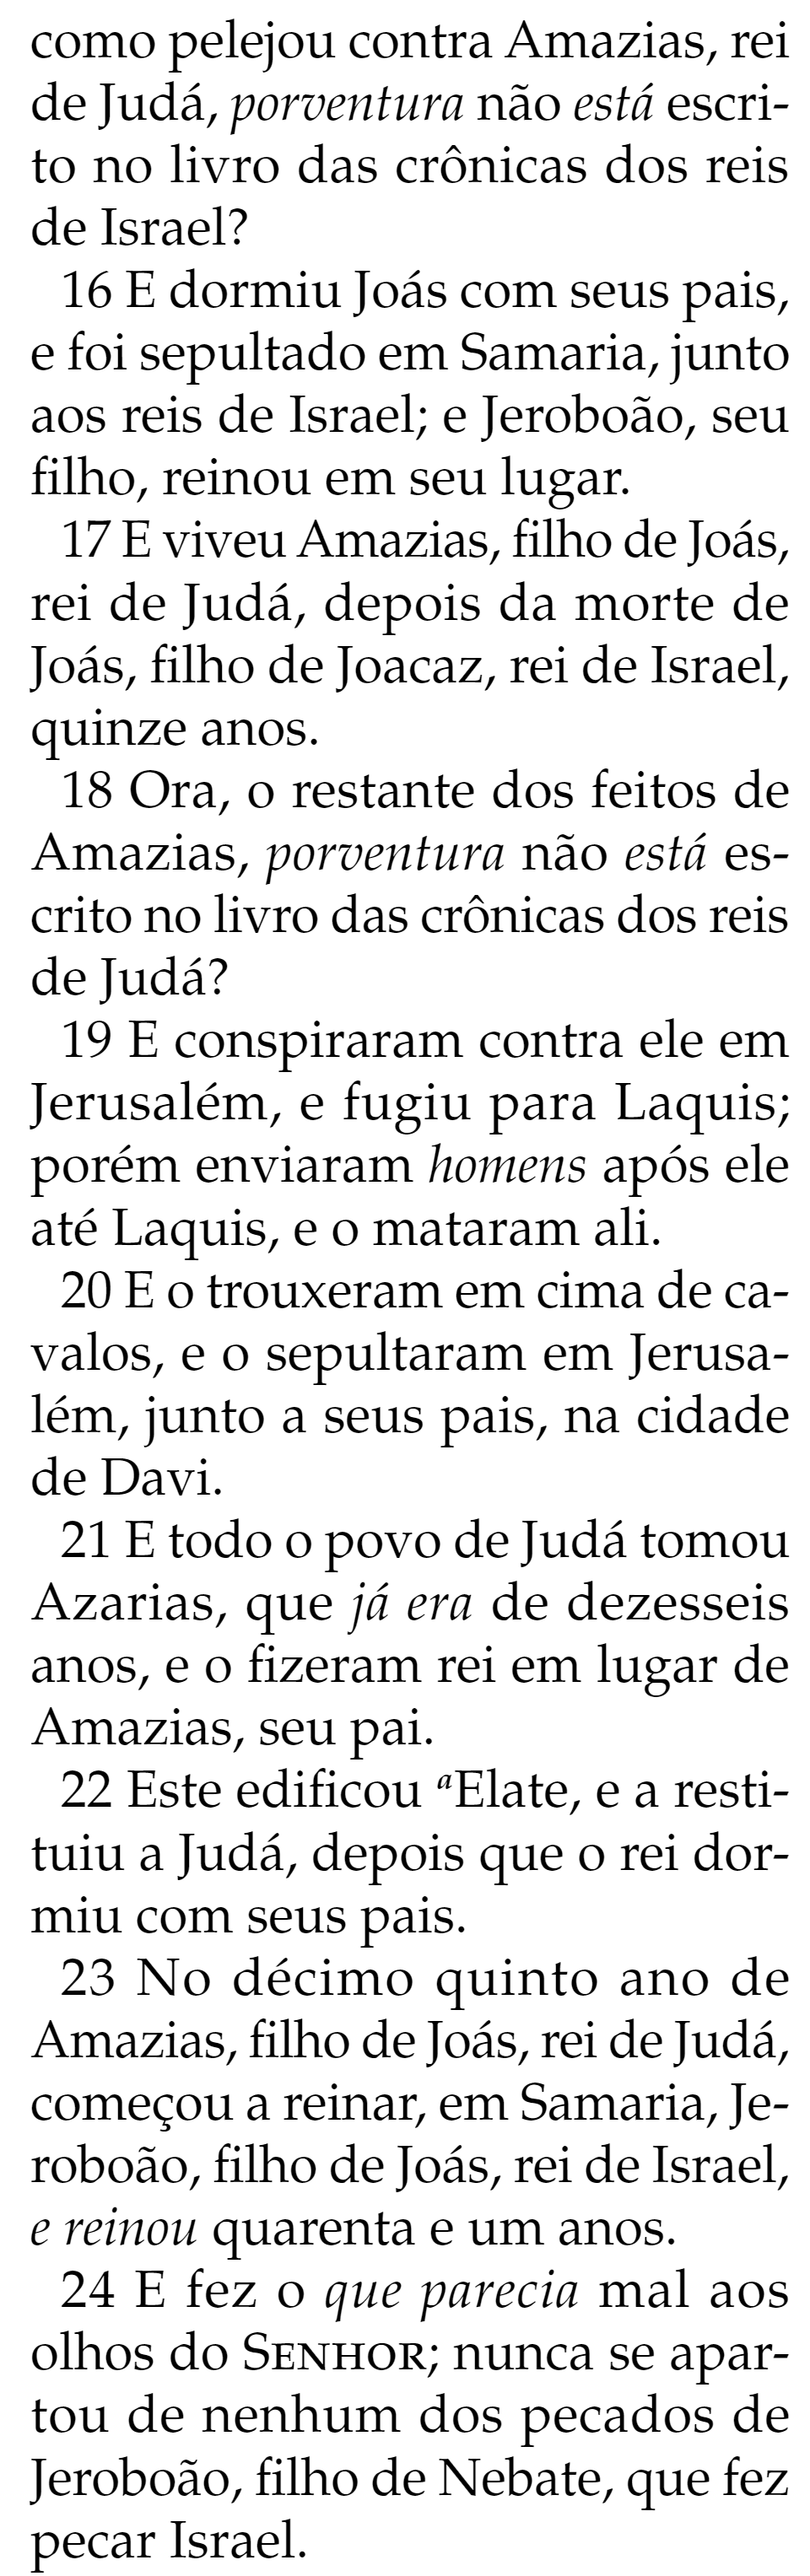 como pelejou contra Amazias, rei
de Judá, porventura não está escri-
to no livro das crônicas dos reis
de Israel?
16 E dormiu Joás com seus pais,
e foi sepultado em Samaria, junto
aos reis de Israel; e Jeroboão, seu
filho, reinou em seu lugar.
17 E viveu Amazias, filho de Joás,
rei de Judá, depois da morte de
Joás, filho de Joacaz, rei de Israel,
quinze anos.
18 Ora, o restante dos feitos de
Amazias, porventura não está es-
crito no livro das crônicas dos reis
de Judá?
19 E conspiraram contra ele em
Jerusalém, e fugiu para Laquis;
porém enviaram homens após ele
até Laquis, e o mataram ali.
20 E o trouxeram em cima de ca-
valos, e o sepultaram em Jerusa-
lém, junto a seus pais, na cidade
de Davi.
21 E todo o povo de Judá tomou
Azarias, que já era de dezesseis
anos, e o fizeram rei em lugar de
Amazias, seu pai.
22 Este edificou aElate, e a resti-
tuiu a Judá, depois que o rei dor-
miu com seus pais.
23 No décimo quinto ano de
Amazias, filho de Joás, rei de Judá,
começou a reinar, em Samaria, Je-
roboão, filho de Joás, rei de Israel,
e reinou quarenta e um anos.
24 E fez o que parecia mal aos
olhos do SENHOR; nunca se apar-
tou de nenhum dos pecados de
Jeroboão, filho de Nebate, que fez
pecar Israel.